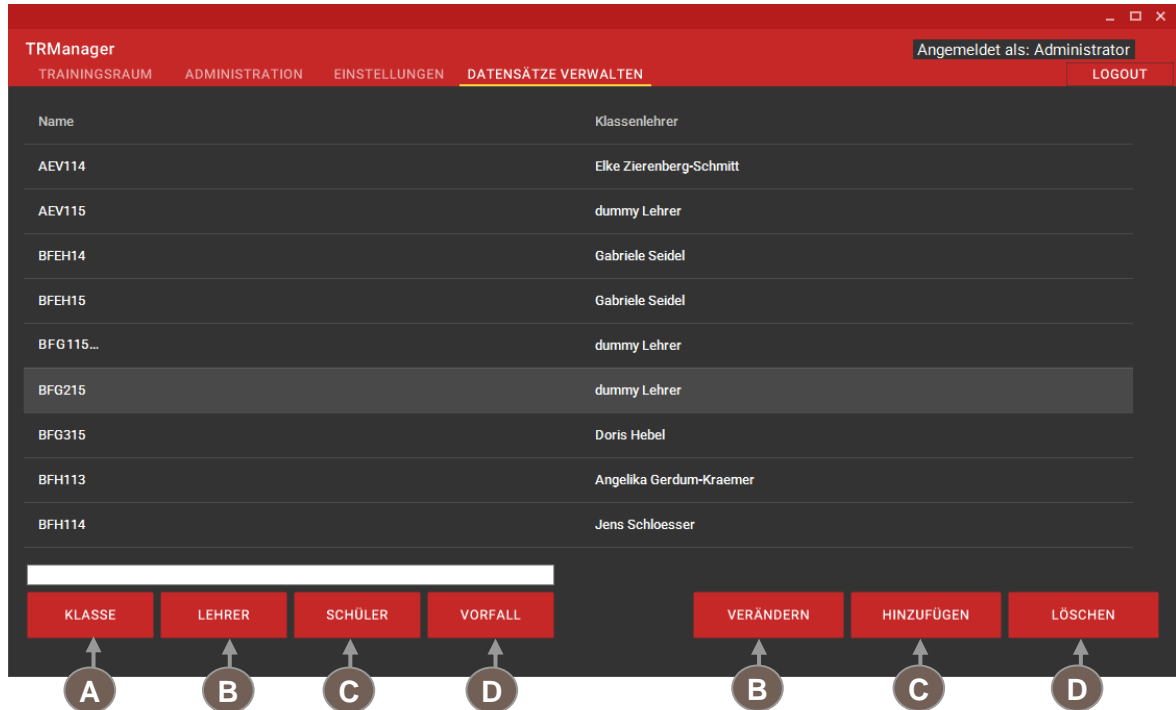 TRManager
Angemeldet als: Administrator
TRAININGSRAUM ADMINISTRATION EINSTELLUNGEN DATENSÄTZE VERWALTEN LOGOUT
Name Klassenlehrer
AEV114 Elke Zierenberg-Schmitt
AEV115 dummy Lehrer
BFEH14 Gabriele Seidel
BFEH15 Gabriele Seidel
BFG115... dummy Lehrer
BFG215 dummy Lehrer
BFG315 Doris Hebel
BFH113 Angelika Gerdum-Kraemer
BFH114 Jens Schloesser
KLASSE LEHRER SCHÜLER VORFALL VERÄNDERN HINZUFÜGEN LÖSCHEN
A B C D B C D